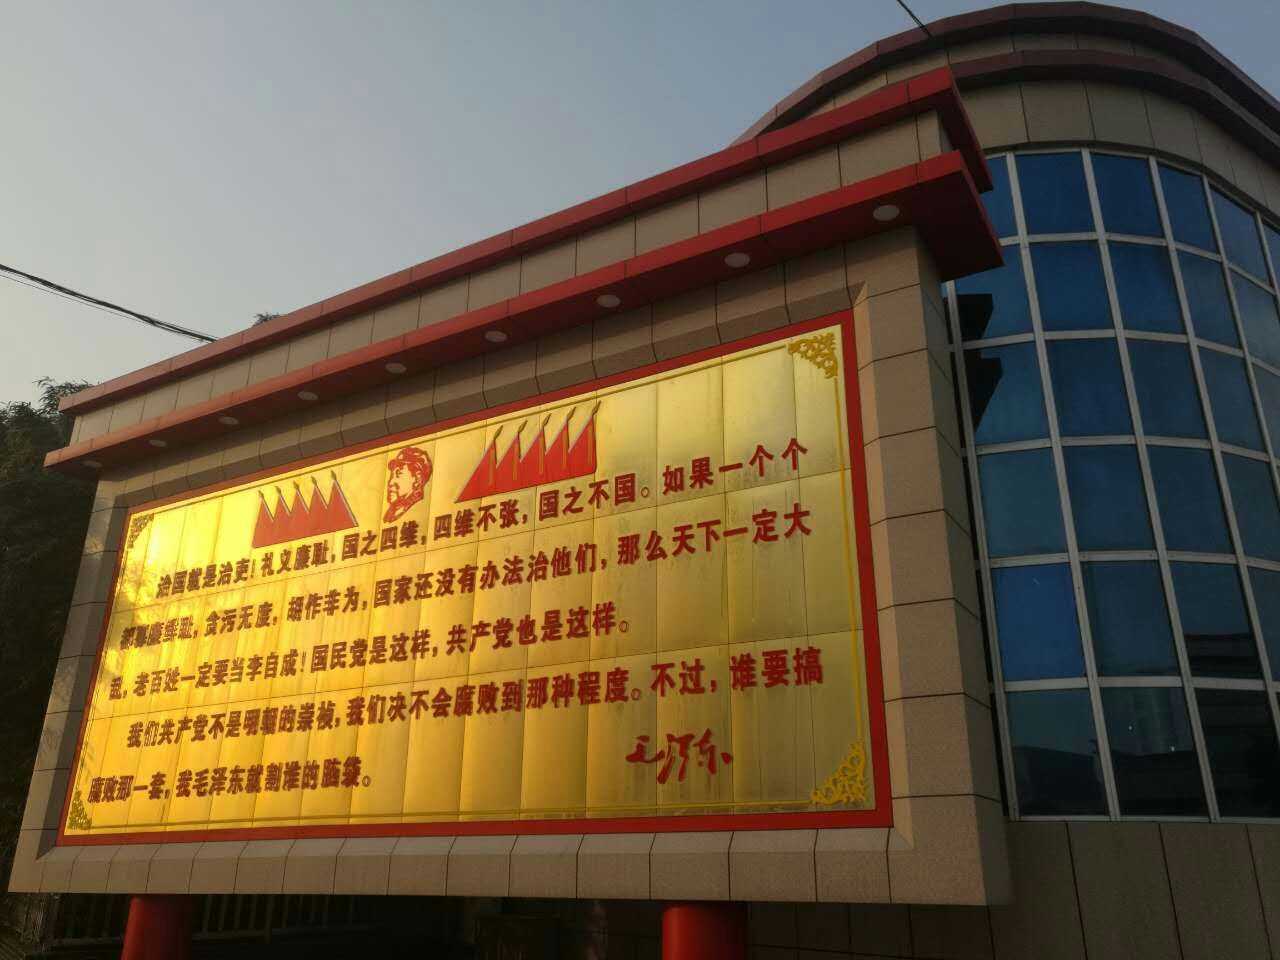 治国就是治吏！礼义廉耻，国之四维，四维不张，国之不国。如果一个个
都寡廉鲜耻，贪污无度，胡作非为，国家还没有办法治他们，那么天下一定大
乱，老百姓一定要当李自成！国民党是这样，共产党也是这样。
我们共产党不是明朝的崇祯，我们决不会腐败到那种程度。不过，谁要搞
腐败那一套，我毛泽东就割谁的脑袋。
毛泽东